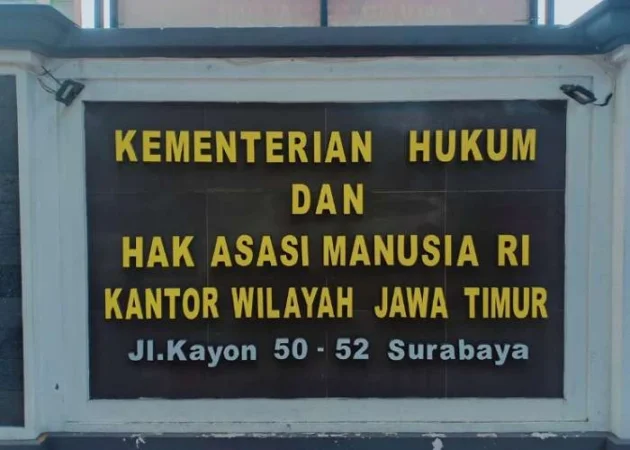 KEMENTERIAN HUKUM
DAN
HAK ASASI MANUSIA RI
KANTOR WILAYAH JAWA TIMUR
Jl.Kayon 50 - 52 Surabaya